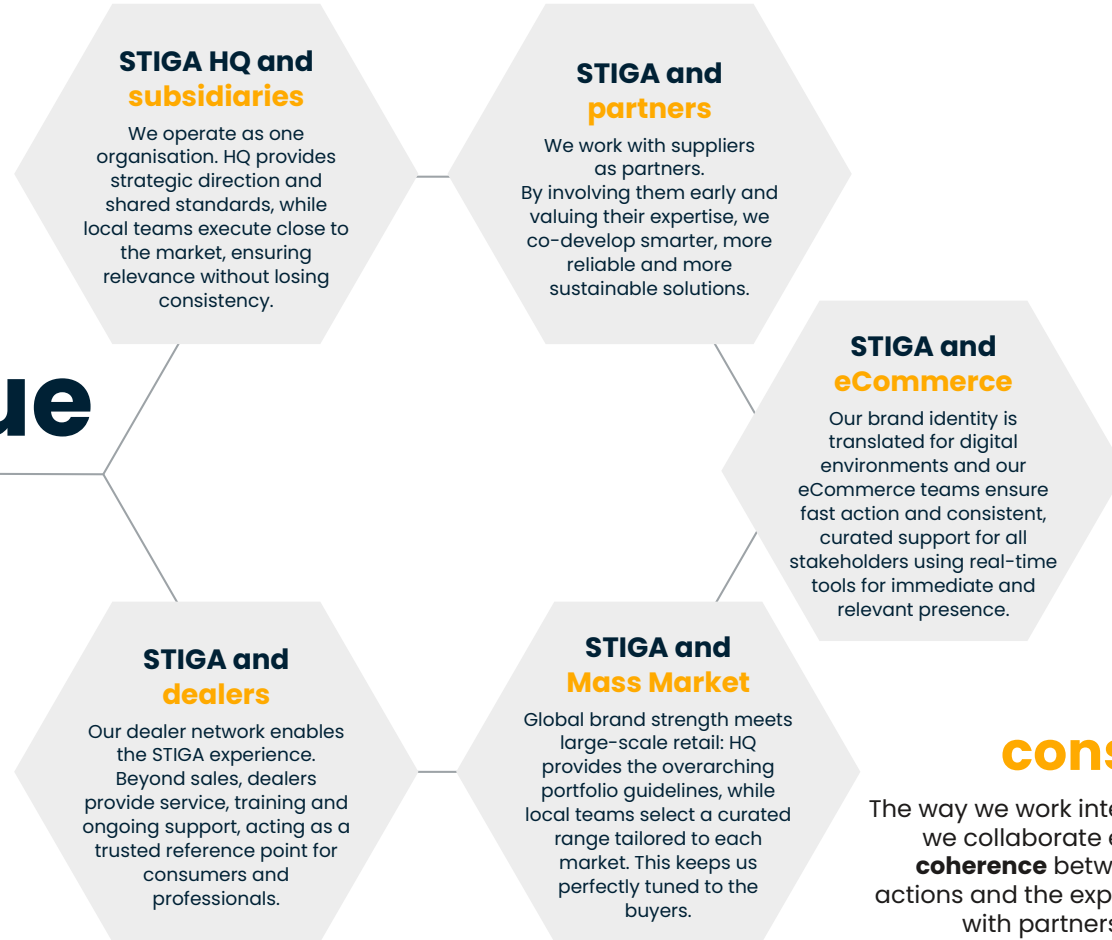 STIGA HQ and
subsidiaries
We operate as one
organisation. HQ provides
strategic direction and
shared standards, while
local teams execute close to
the market, ensuring
relevance without losing
consistency.
STIGA and
partners
We work with suppliers
as partners.
By involving them early and
valuing their expertise, we
co-develop smarter, more
reliable and more
sustainable solutions.
STIGA and
eCommerce
Our brand identity is
translated for digital
environments and our
eCommerce teams ensure
fast action and consistent,
curated support for all
stakeholders using real-time
tools for immediate and
relevant presence.
ue
STIGA and
dealers
Our dealer network enables
the STIGA experience.
Beyond sales, dealers
provide service, training and
ongoing support, acting as a
trusted reference point for
consumers and
professionals.
STIGA and
Mass Market
Global brand strength meets
large-scale retail: HQ
provides the overarching
portfolio guidelines, while
local teams select a curated
range tailored to each
market. This keeps us
perfectly tuned to the
buyers.
cons
The way we work inte
we collaborate e
coherence betw
actions and the exp
with partners